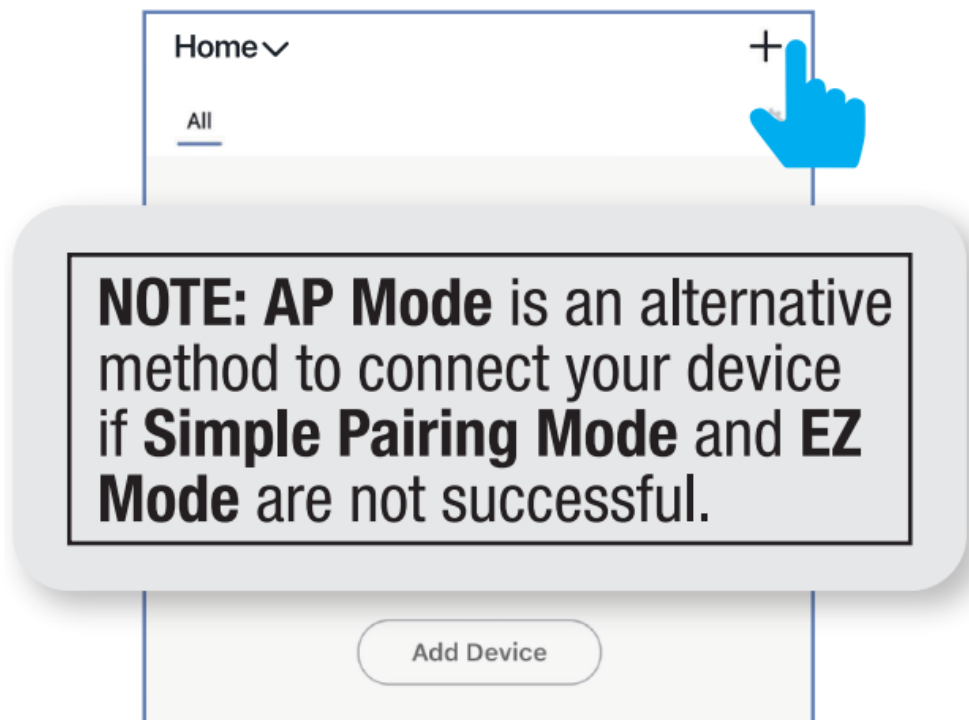 Home
All
NOTE: AP Mode is an alternative
method to connect your device
if Simple Pairing Mode and EZ
Mode are not successful.
Add Device